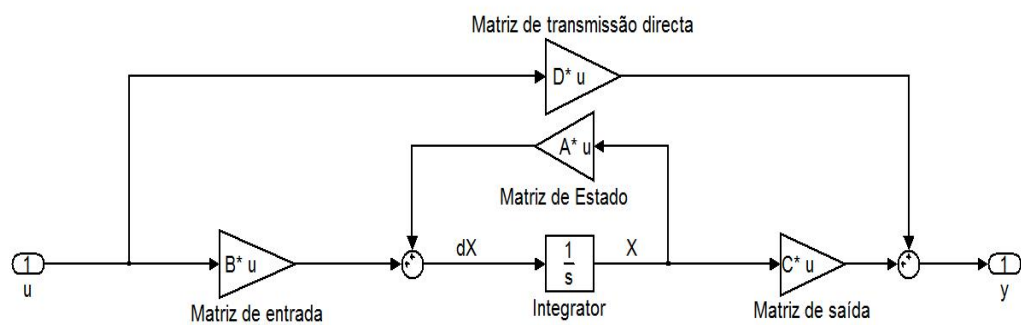 Matriz de transmissão directa
D* u
A* u
Matriz de Estado
1
u
B* u
Matriz de entrada
dX
1
s
Integrator
X
C* u
Matriz de saída
1
y